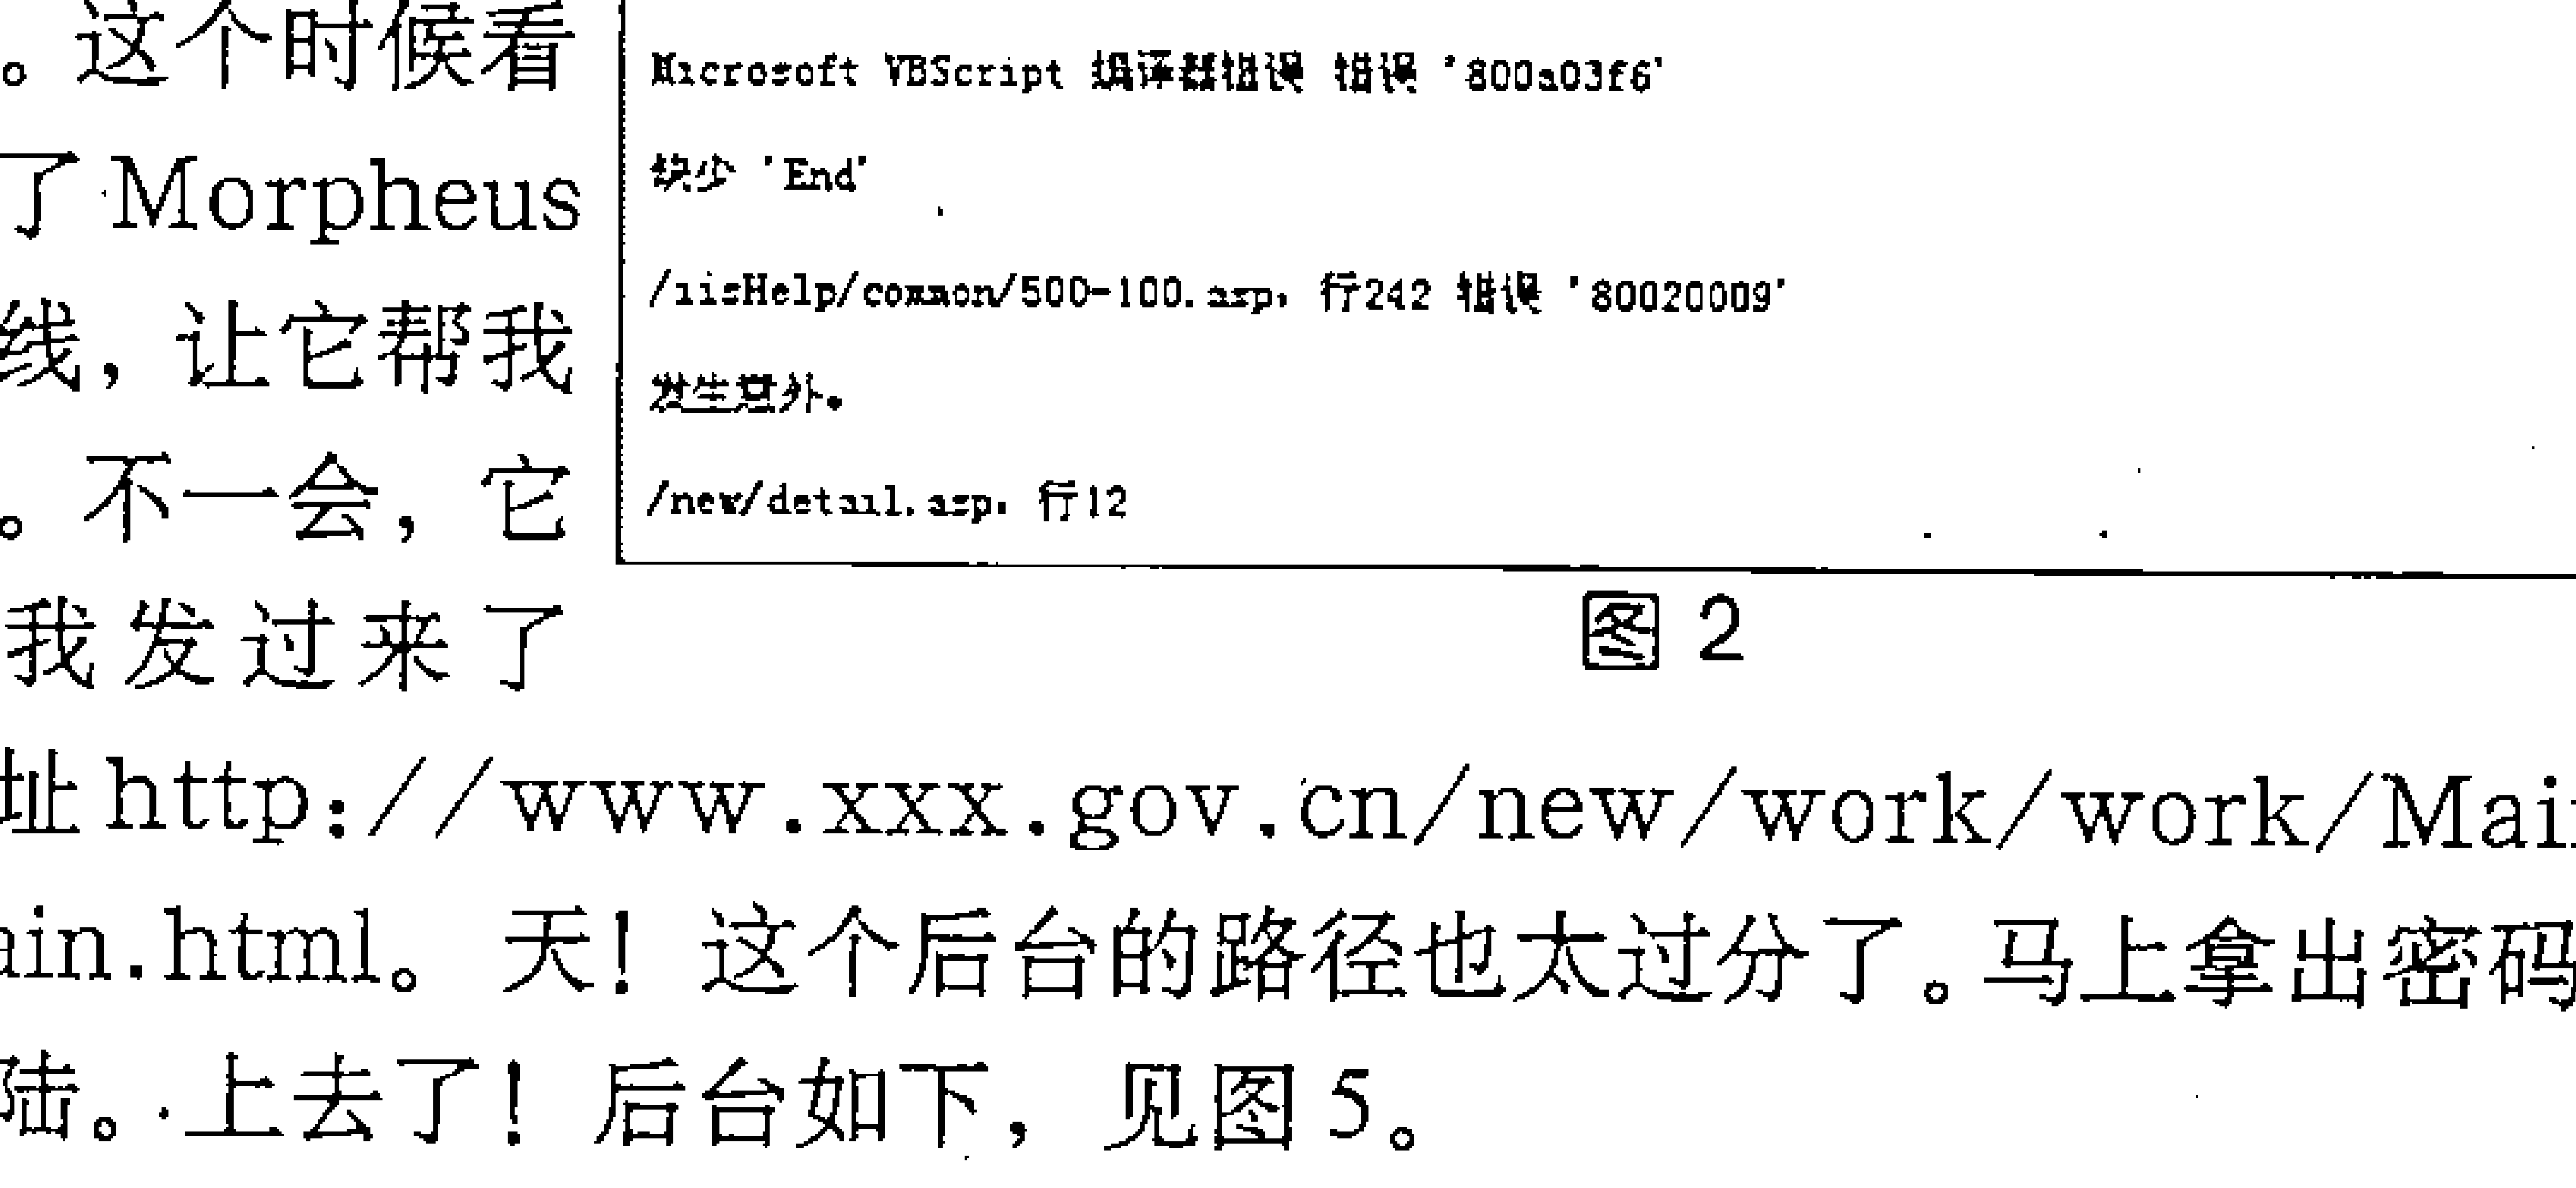 。这个时候看
了 Morpheus
线，让它帮我
。不一会，它
我发过来了
Microsoft VBScript 编译器错误 错误 '800a03f6'
缺少 'End'
/iisHelp/common/500-100.asp，行242 错误 '80020009'
发生意外。
/new/detail.asp，行12
图 2
址 http://www.xxx.gov.cn/new/work/work/Mai
ain.html。天！这个后台的路径也太过分了。马上拿出密码
陆。上去了！后台如下，见图 5。